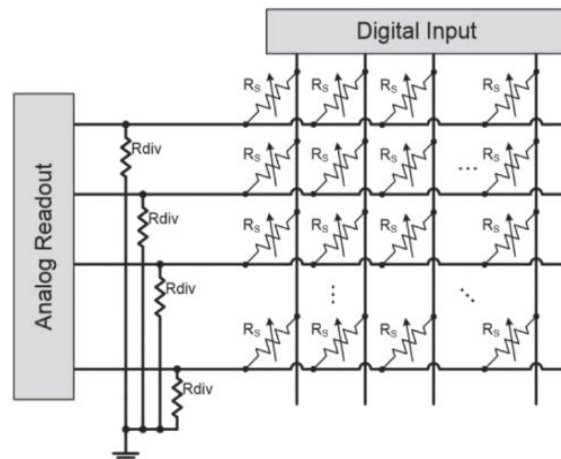 Digital Input
Rs Rs Rs Rs
Analog Readout
Rdiv
Rs Rs Rs Rs
...
Rdiv
Rs Rs Rs Rs
Rdiv
Rs Rs Rs Rs
Rdiv